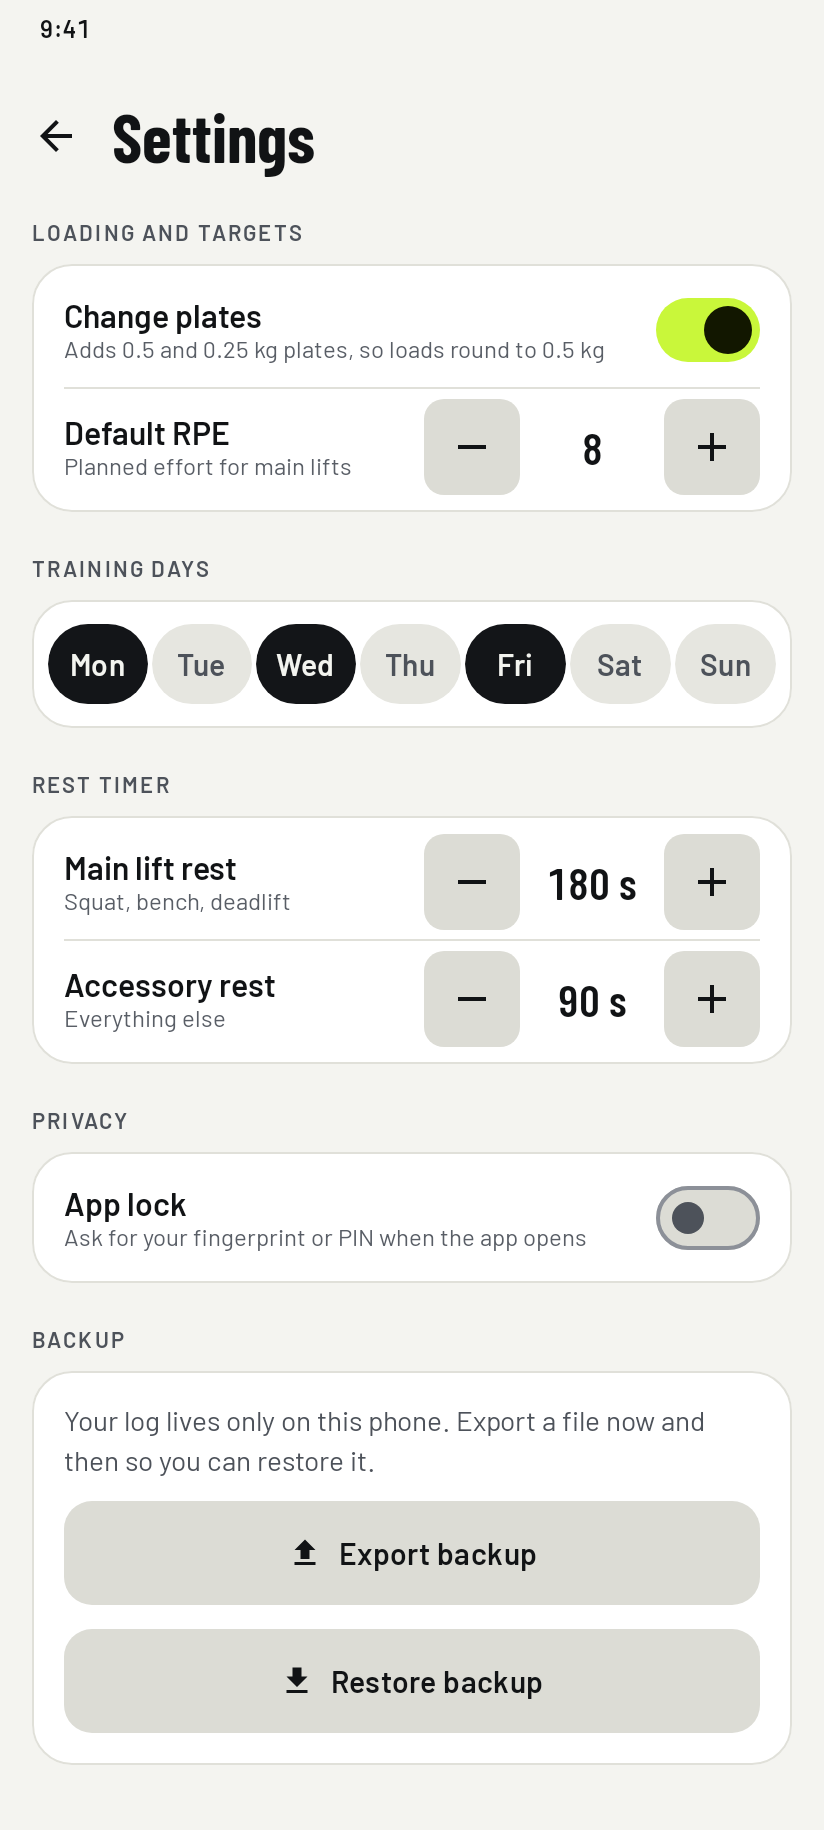 9:41
Settings
LOADING AND TARGETS
Change plates
Adds 0.5 and 0.25 kg plates, so loads round to 0.5 kg
Default RPE
Planned effort for main lifts
8
TRAINING DAYS
Mon Tue Wed Thu Fri Sat Sun
REST TIMER
Main lift rest
Squat, bench, deadlift
180 s
Accessory rest
Everything else
90 s
PRIVACY
App lock
Ask for your fingerprint or PIN when the app opens
BACKUP
Your log lives only on this phone. Export a file now and
then so you can restore it.
Export backup
Restore backup